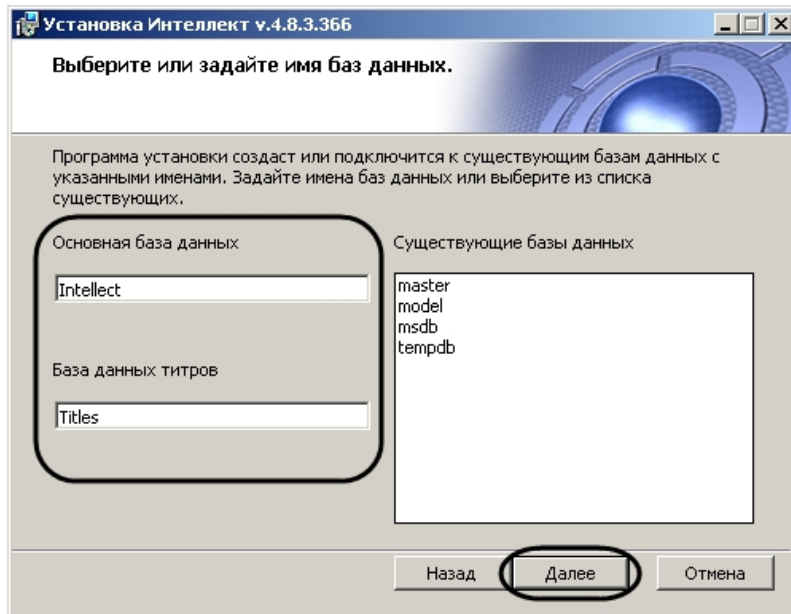 Установка Интеллект v.4.8.3.366
Выберите или задайте имя баз данных.
Программа установки создаст или подключится к существующим базам данных с
указанными именами. Задайте имена баз данных или выберите из списка
существующих.
Основная база данных
Intellect
База данных титров
Titles
Существующие базы данных
master
model
msdb
tempdb
Назад
Далее
Отмена